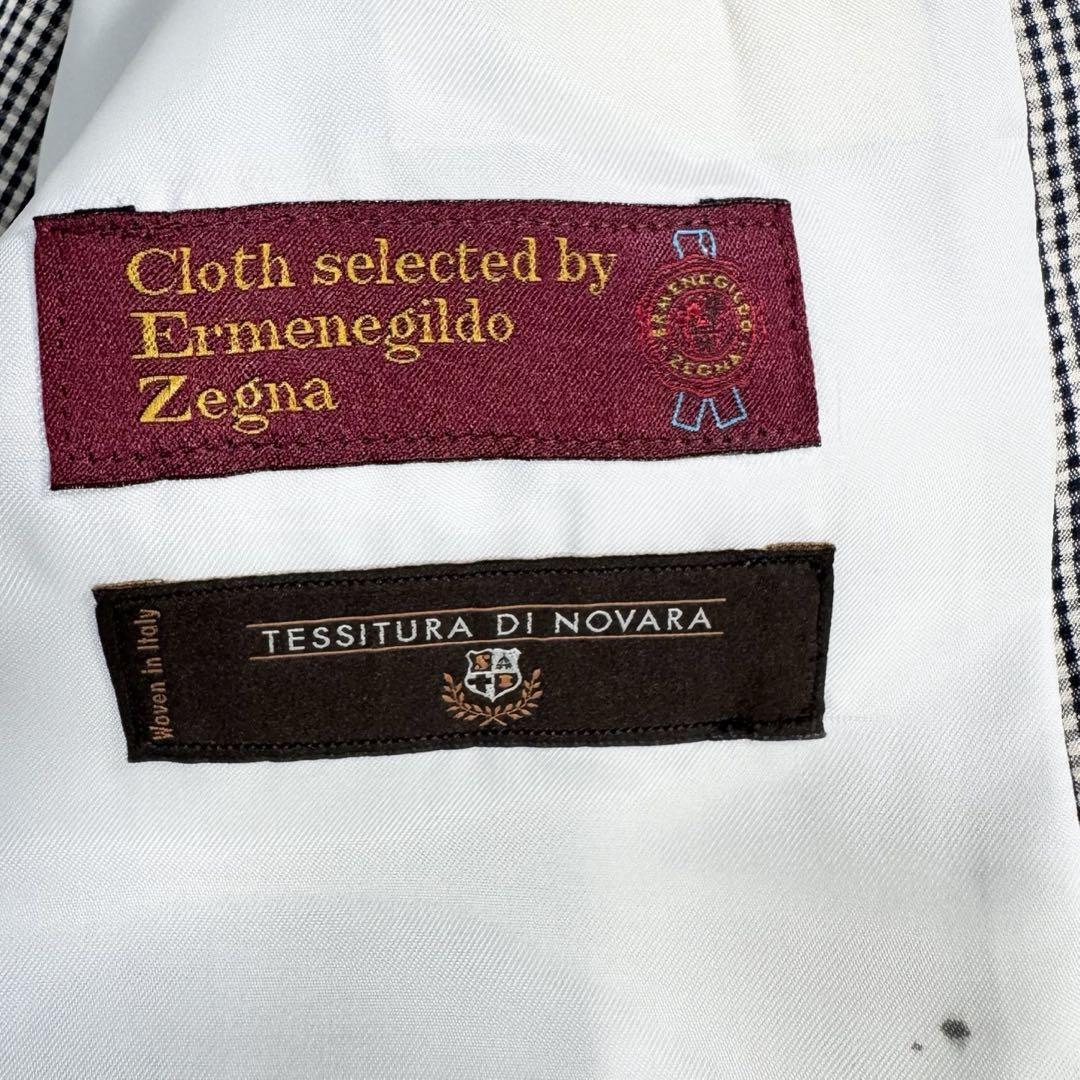 Cloth selected by
Ermenegildo
Zegna
ERMENEGILDO
ZEGNA
TESSITURA DI NOVARA
S A
B
Woven in Italy